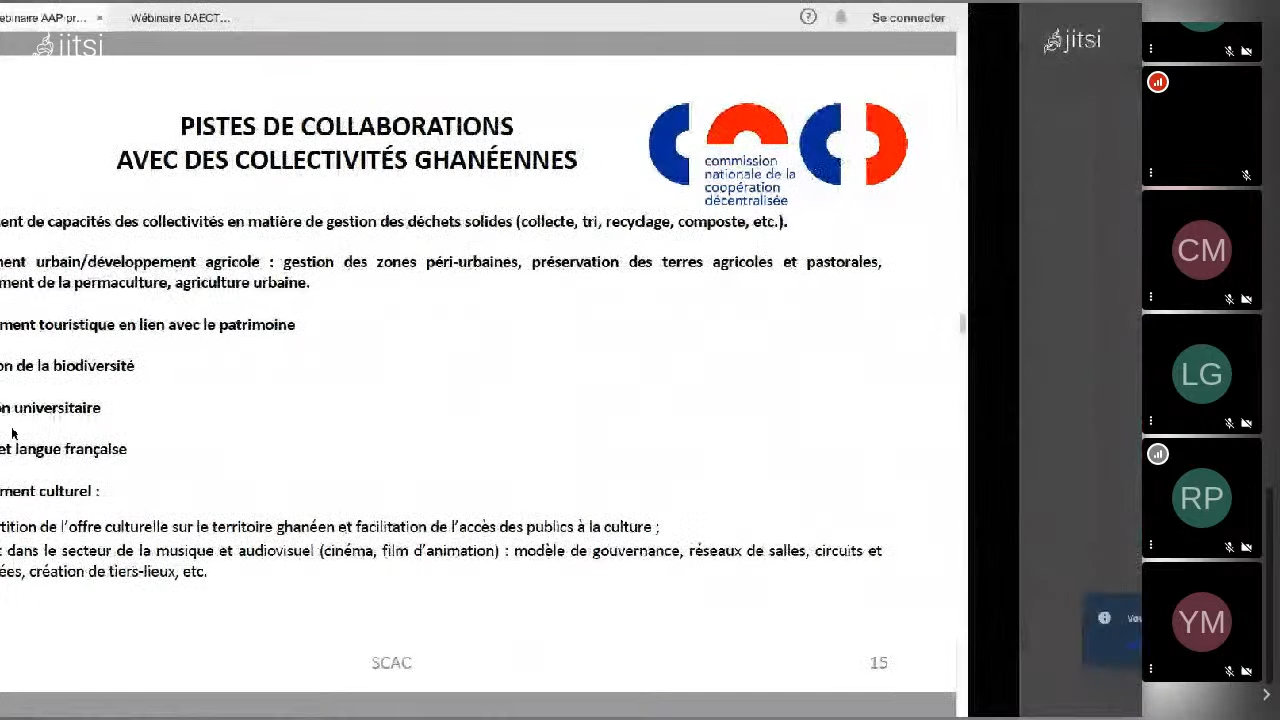 ebinaire AAP pr... × Wébinaire DAECT... Se connecter
jitsi
jitsi
PISTES DE COLLABORATIONS
AVEC DES COLLECTIVITÉS GHANÉENNES
commission
nationale de la
coopération
décentralisée
ent de capacités des collectivités en matière de gestion des déchets solides (collecte, tri, recyclage, composte, etc.).
ment urbain/développement agricole : gestion des zones péri-urbaines, préservation des terres agricoles et pastorales,
ment de la permaculture, agriculture urbaine.
ment touristique en lien avec le patrimoine
on de la biodiversité
on universitaire
et langue française
ment culturel :
tition de l'offre culturelle sur le territoire ghanéen et facilitation de l'accès des publics à la culture ;
t dans le secteur de la musique et audiovisuel (cinéma, film d'animation) : modèle de gouvernance, réseaux de salles, circuits et
ées, création de tiers-lieux, etc.
SCAC 15
CM
LG
RP
YM